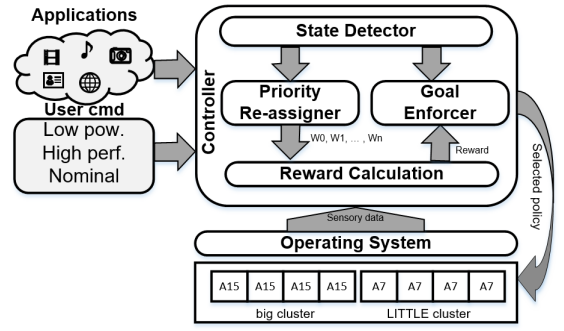 Applications
User cmd
Low pow.
High perf.
Nominal
Controller
State Detector
Priority
Re-assigner
Goal
Enforcer
W0, W1, ... , Wn
Reward
Reward Calculation
Selected policy
Sensory data
Operating System
A15 A15 A15 A15 A7 A7 A7 A7
big cluster LITTLE cluster